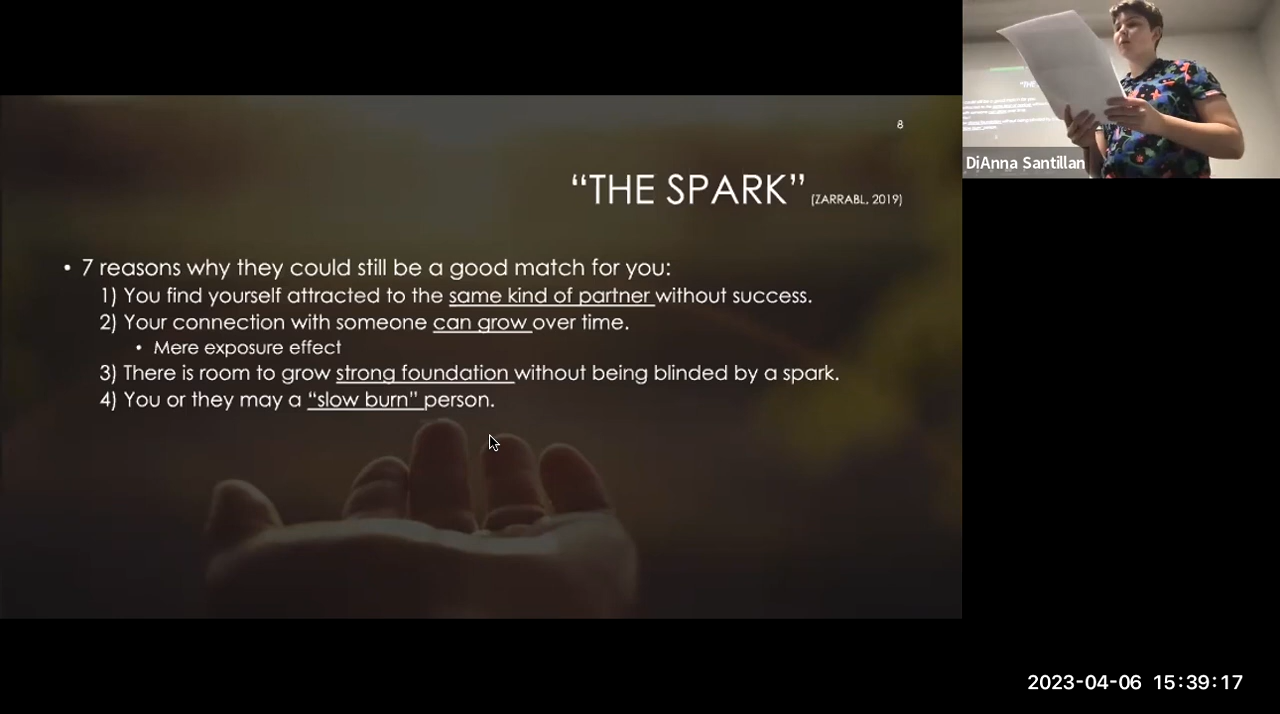 8
“THE SPARK” (ZARRABI, 2019)
• 7 reasons why they could still be a good match for you:
1) You find yourself attracted to the same kind of partner without success.
2) Your connection with someone can grow over time.
• Mere exposure effect
3) There is room to grow strong foundation without being blinded by a spark.
4) You or they may a “slow burn” person.
DiAnna Santillan
2023-04-06 15:39:17